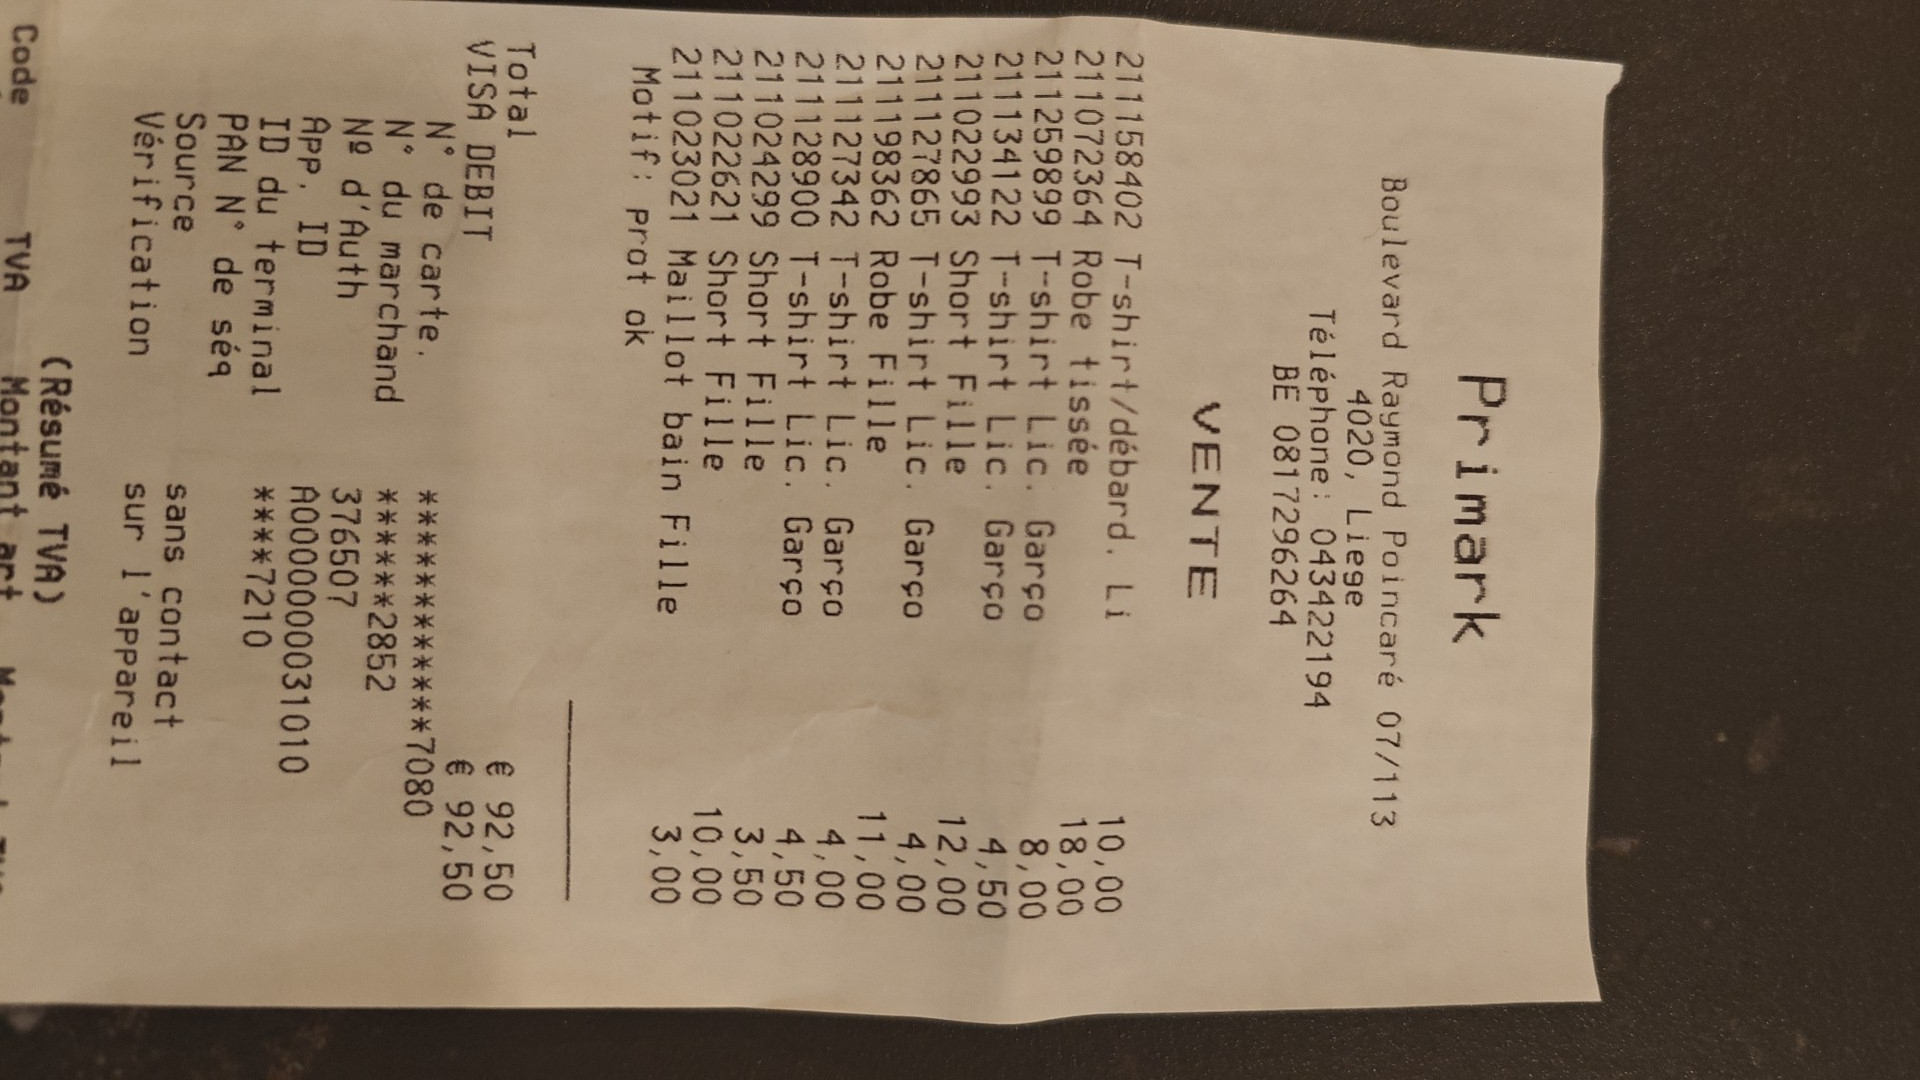 Primark
Boulevard Raymond Poincaré 07/113
4020, Liege
Téléphone: 043422194
BE 0817296264
VENTE
211158402 T-shirt/débard. Li 10,00
211072364 Robe tissée 18,00
211259899 T-shirt Lic. Garço 8,00
211134122 T-shirt Lic. Garço 4,50
211022993 Short Fille 12,00
211127865 T-shirt Lic. Garço 4,00
211198362 Robe Fille 11,00
211127342 T-shirt Lic. Garço 4,00
211128900 T-shirt Lic. Garço 4,50
211024299 Short Fille 3,50
211022621 Short Fille 10,00
211023021 Maillot bain Fille 3,00
Motif: prot ok
Total € 92,50
VISA DEBIT € 92,50
N° de carte. ************7080
N° du marchand ******2852
Nº d'Auth 376507
App. ID A0000000031010
ID du terminal ****7210
PAN N° de séq
Source sans contact
Vérification sur l'appareil
(Résumé TVA)
Code TVA Montant art